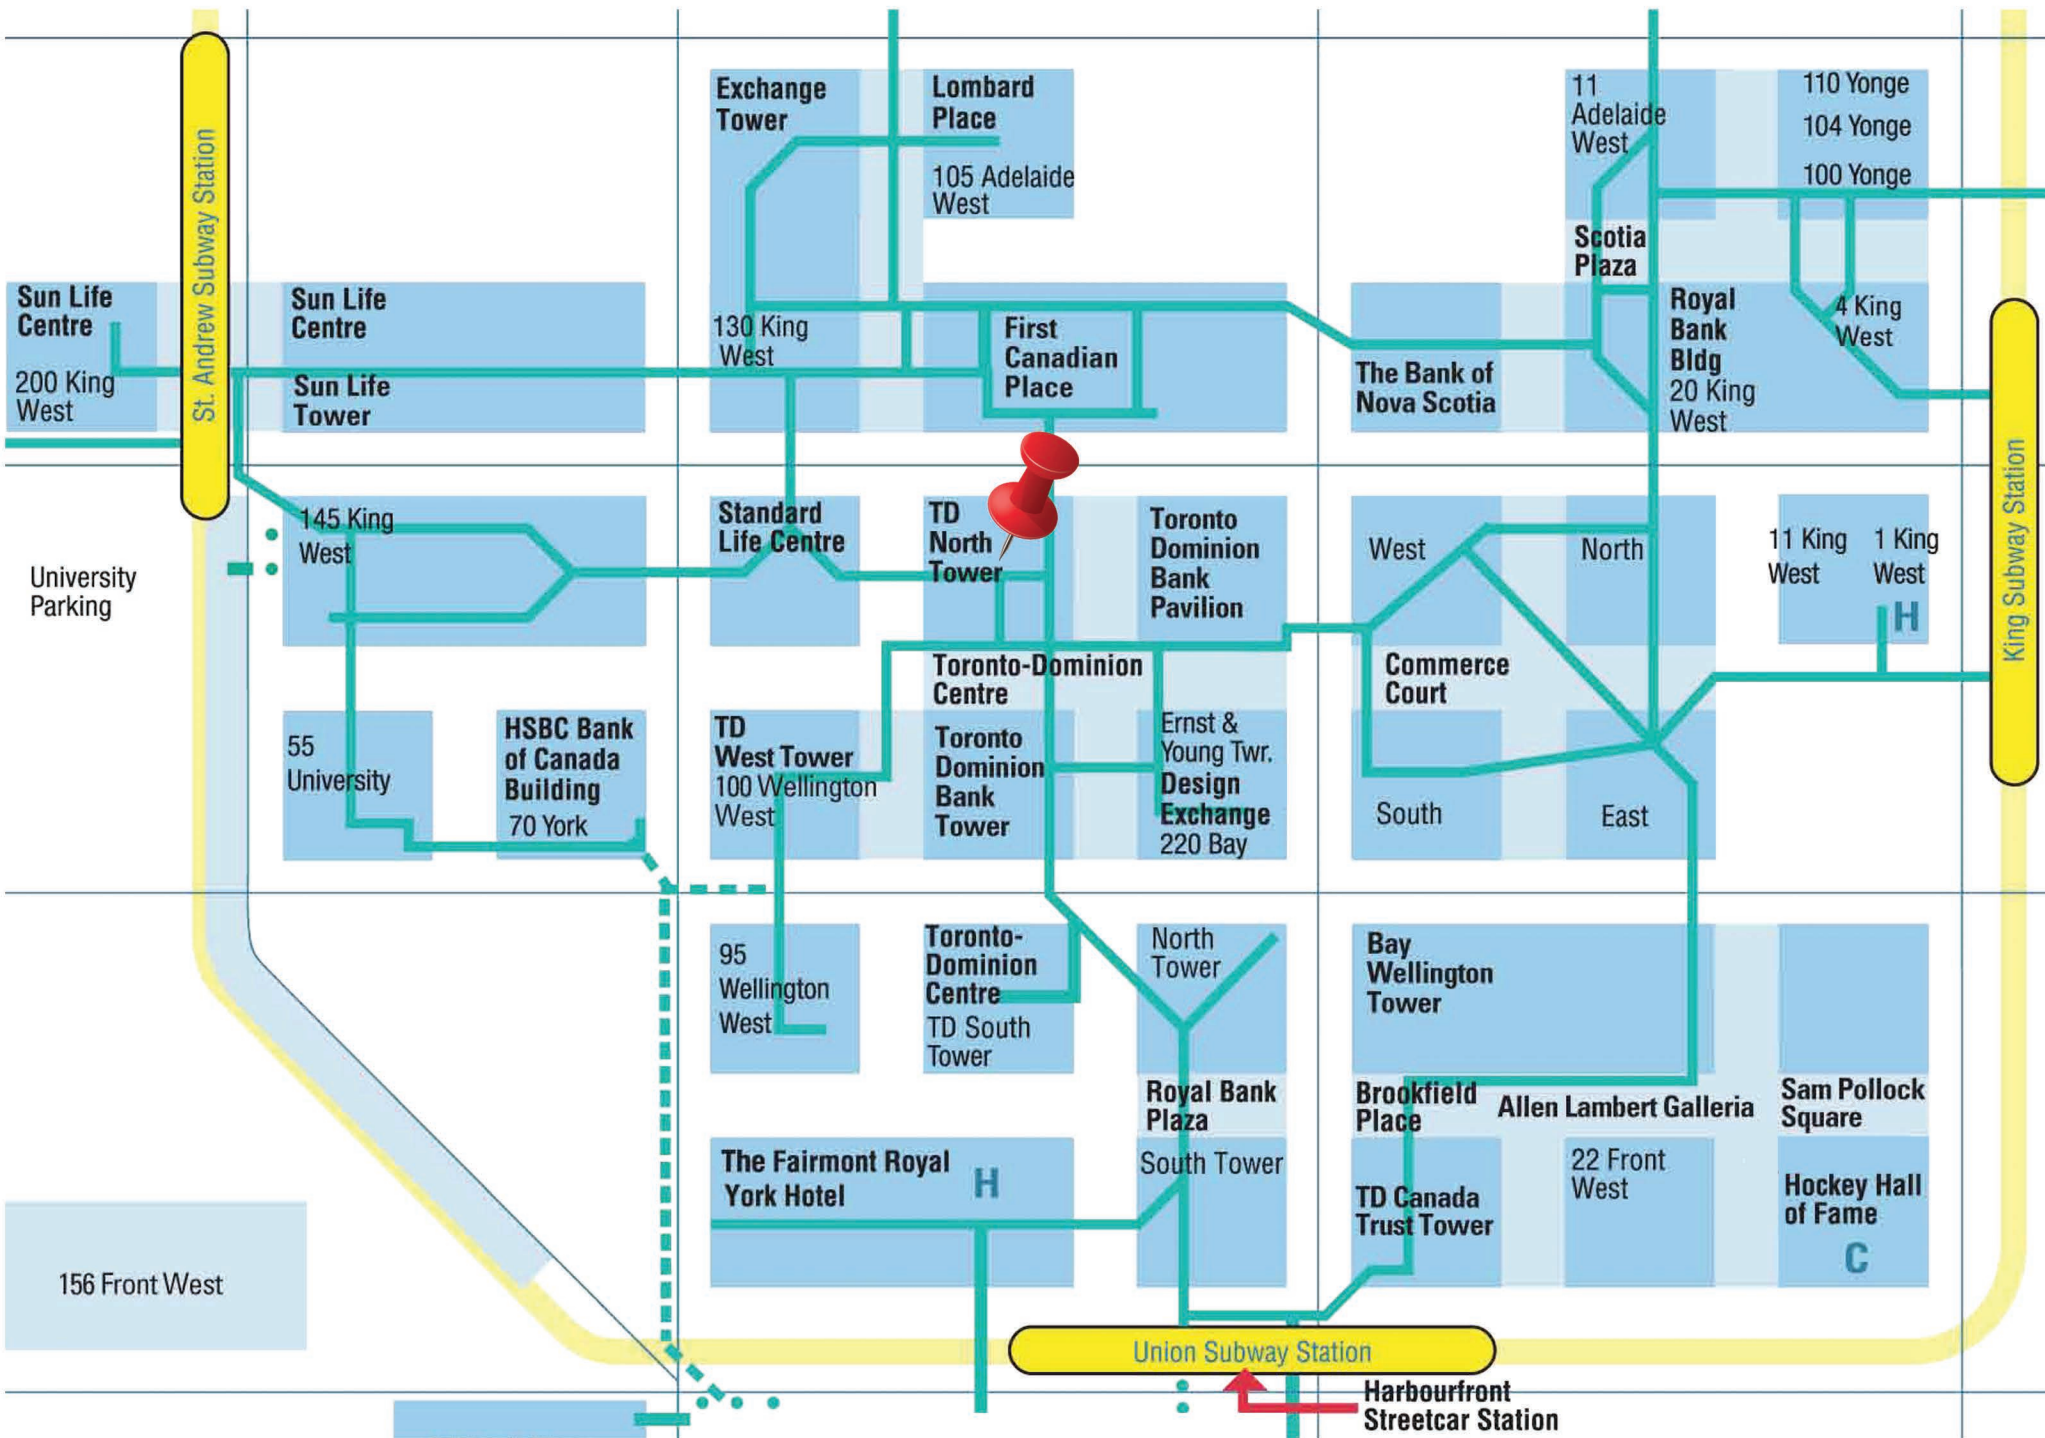 St. Andrew Subway Station
Exchange
Tower
Lombard
Place
105 Adelaide
West
11
Adelaide
West
110 Yonge
104 Yonge
100 Yonge
Scotia
Plaza
Sun Life
Centre
200 King
West
Sun Life
Centre
Sun Life
Tower
130 King
West
First
Canadian
Place
The Bank of
Nova Scotia
Royal
Bank
Bldg
20 King
West
4 King
West
King Subway Station
University
Parking
145 King
West
Standard
Life Centre
TD
North
Tower
Toronto
Dominion
Bank
Pavilion
West
North
Commerce
Court
11 King
West
1 King
West
H
Toronto-Dominion
Centre
55
University
HSBC Bank
of Canada
Building
70 York
TD
West Tower
100 Wellington
West
Toronto
Dominion
Bank
Tower
Ernst &
Young Twr.
Design
Exchange
220 Bay
South
East
95
Wellington
West
Toronto-
Dominion
Centre
TD South
Tower
North
Tower
Royal Bank
Plaza
South Tower
Bay
Wellington
Tower
Brookfield
Place
Allen Lambert Galleria
Sam Pollock
Square
The Fairmont Royal
York Hotel
H
TD Canada
Trust Tower
22 Front
West
Hockey Hall
of Fame
C
156 Front West
Union Subway Station
Harbourfront
Streetcar Station